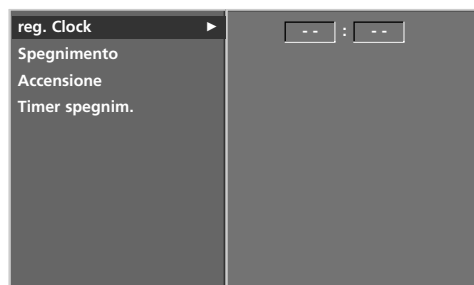 reg. Clock ► -- : --
Spegnimento
Accensione
Timer spegnim.